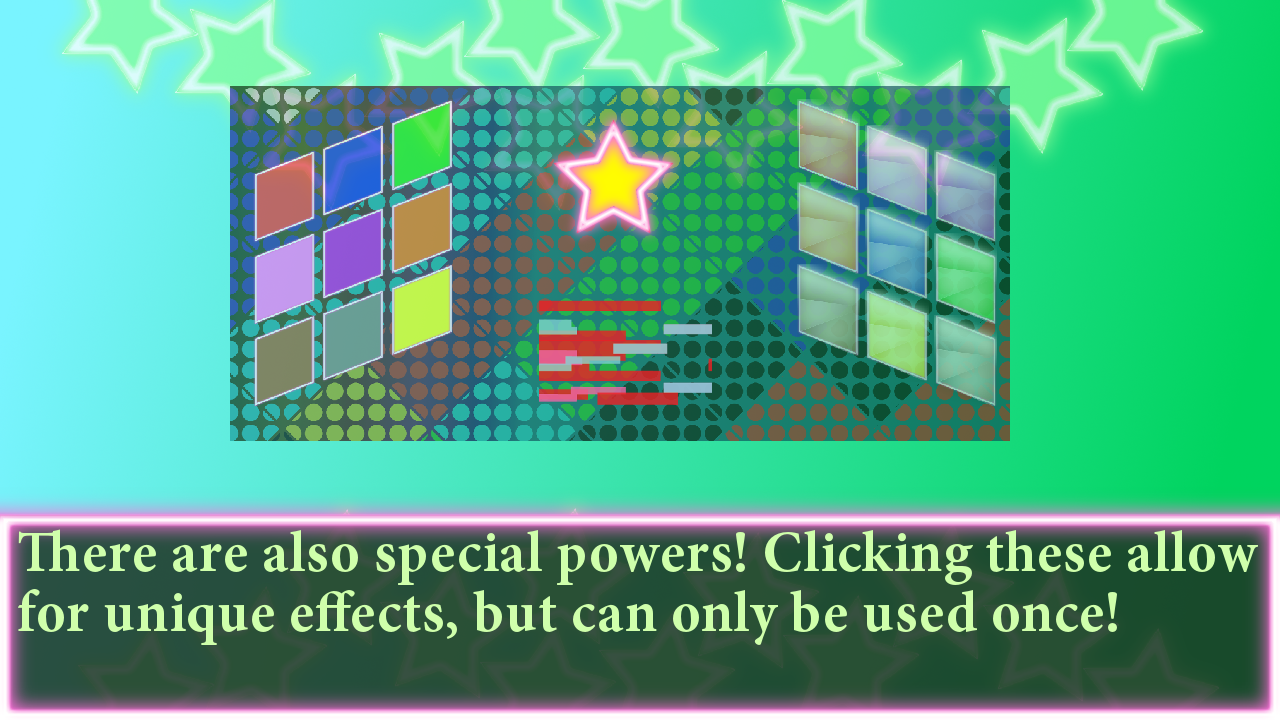 There are also special powers! Clicking these allow
for unique effects, but can only be used once!